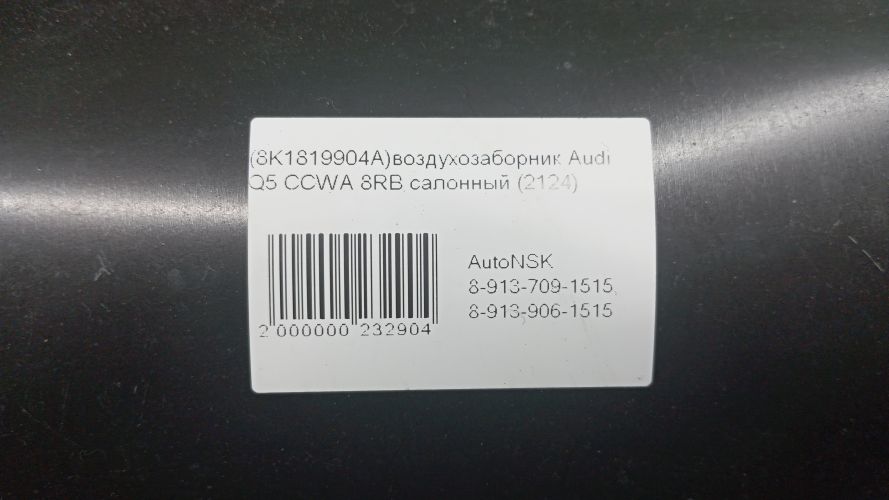 (8K1819904A)воздухозаборник Audi
Q5 CCWA 8RB салонный (2124)
AutoNSK
8-913-709-1515
8-913-906-1515
2 000000 232904